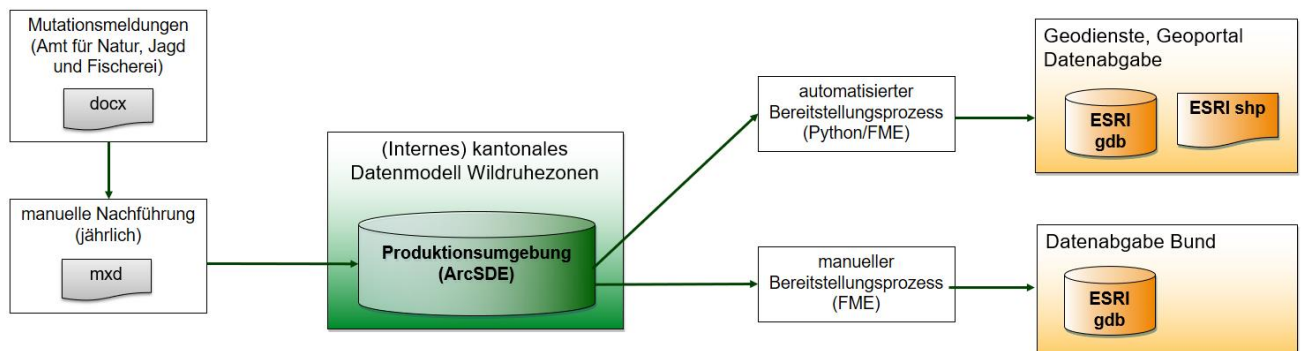 Mutationsmeldungen
(Amt für Natur, Jagd
und Fischerei)
docx
manuelle Nachführung
(jährlich)
mxd
(Internes) kantonales
Datenmodell Wildruhezonen
Produktionsumgebung
(ArcSDE)
automatisierter
Bereitstellungsprozess
(Python/FME)
manueller
Bereitstellungsprozess
(FME)
Geodienste, Geoportal
Datenabgabe
ESRI
gdb
ESRI shp
Datenabgabe Bund
ESRI
gdb